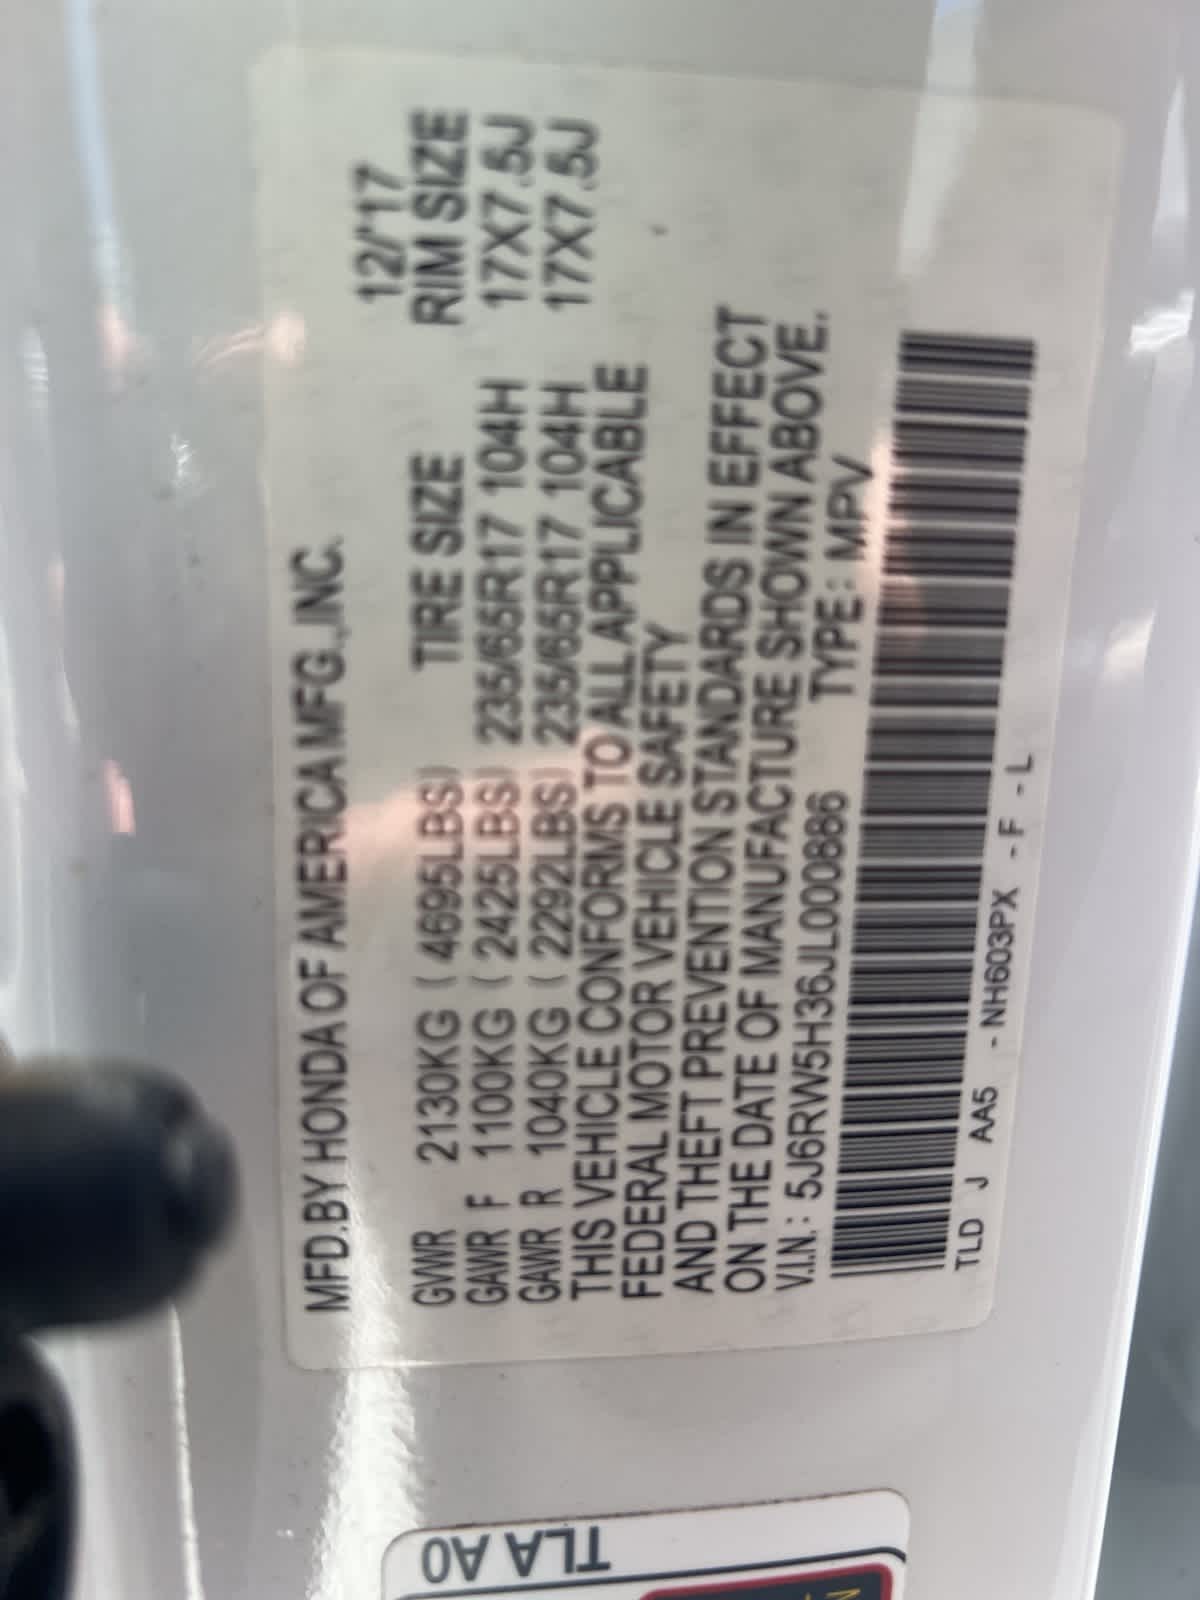 MFD.BY HONDA OF AMERICA MFG.,INC.
12/'17
GVWR 2130KG ( 4695LBS) TIRE SIZE RIM SIZE
GAWR F 1100KG ( 2425LBS) 235/65R17 104H 17X7.5J
GAWR R 1040KG ( 2292LBS) 235/65R17 104H 17X7.5J
THIS VEHICLE CONFORMS TO ALL APPLICABLE
FEDERAL MOTOR VEHICLE SAFETY
AND THEFT PREVENTION STANDARDS IN EFFECT
ON THE DATE OF MANUFACTURE SHOWN ABOVE.
V.I.N.: 5J6RW5H36JL000886 TYPE: MPV
TLD J AA5 - NH603PX - F - L
TLA A0